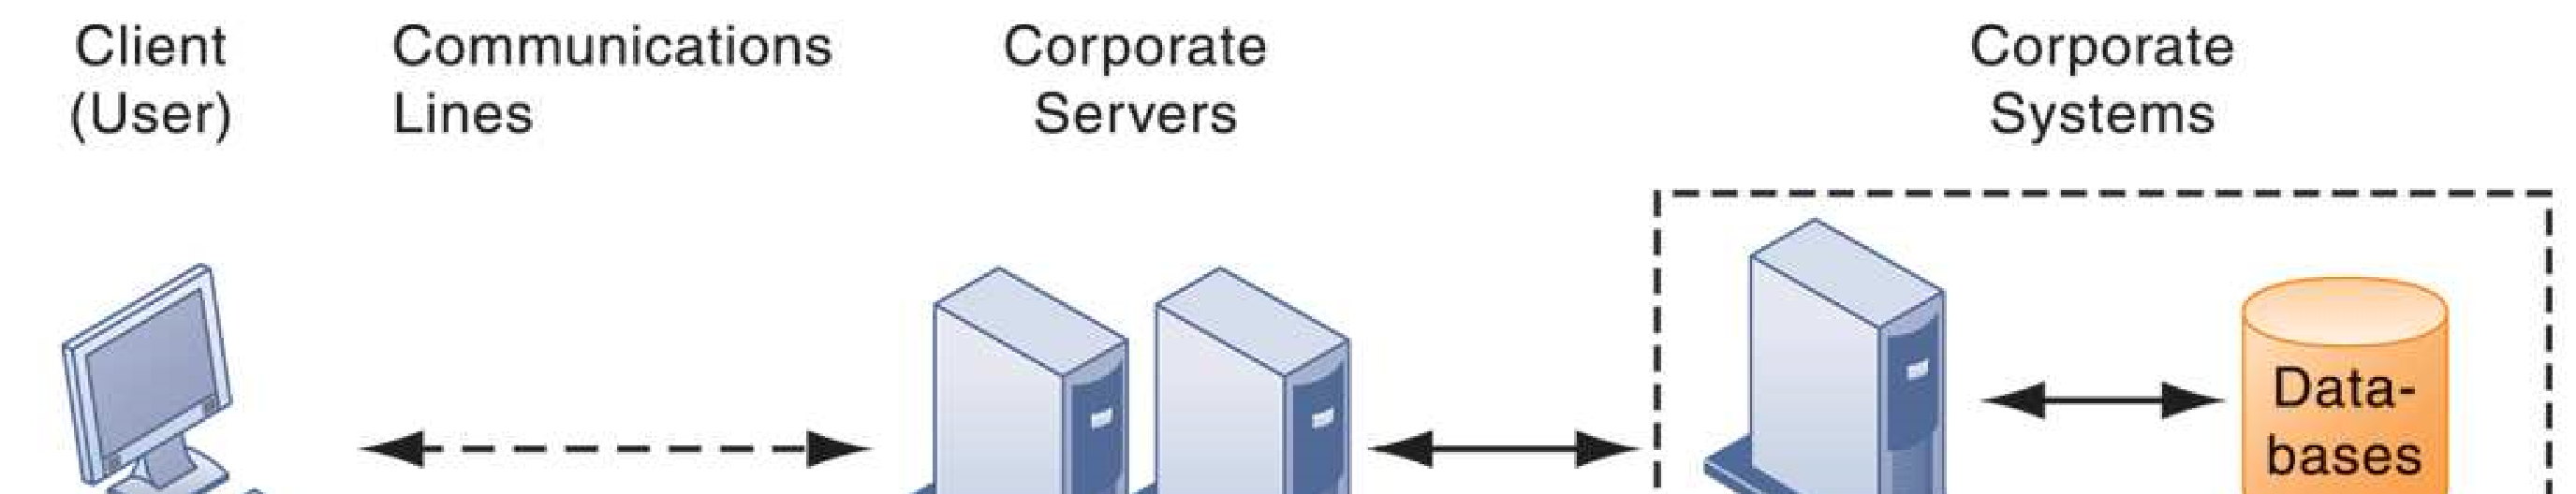 Client
(User)
Communications
Lines
Corporate
Servers
Corporate
Systems
Data-
bases